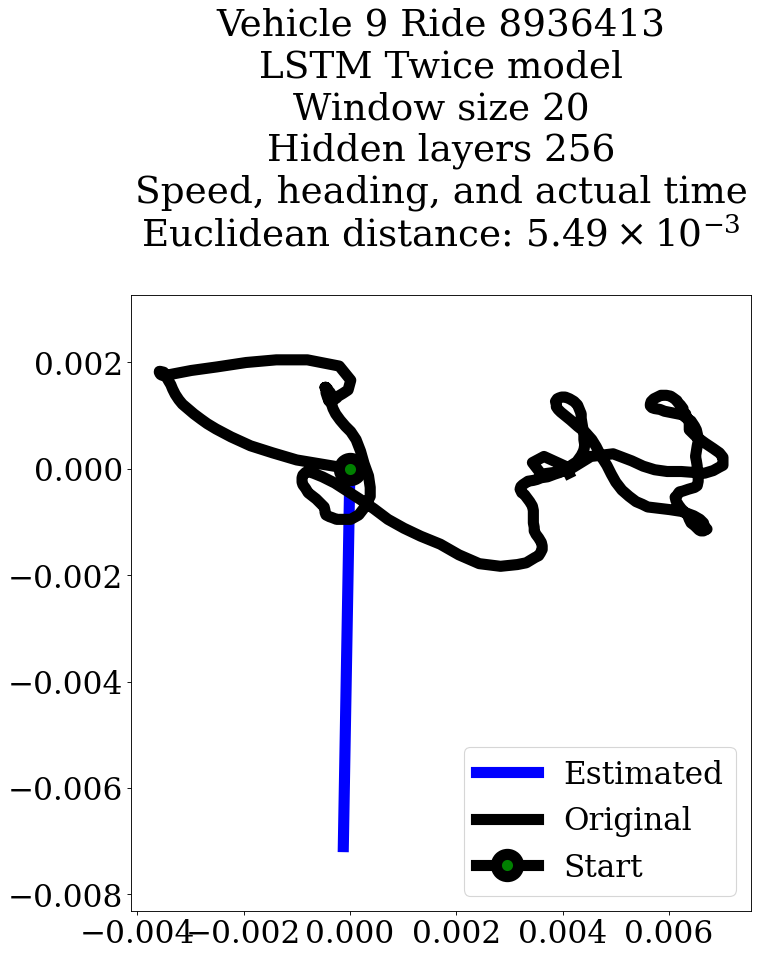 Vehicle 9 Ride 8936413
LSTM Twice model
Window size 20
Hidden layers 256
Speed, heading, and actual time
Euclidean distance: 5.49 × 10⁻³
0.002
0.000
−0.002
−0.004
−0.006
−0.008
Estimated
Original
Start
−0.004 −0.002 0.000 0.002 0.004 0.006